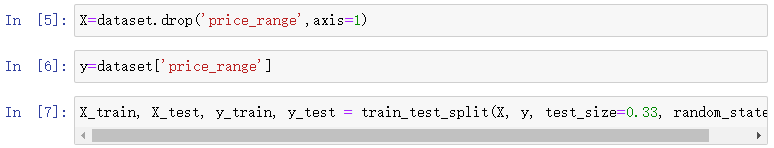 In [5]: X=dataset.drop('price_range',axis=1)
In [6]: y=dataset['price_range']
In [7]: X_train, X_test, y_train, y_test = train_test_split(X, y, test_size=0.33, random_state